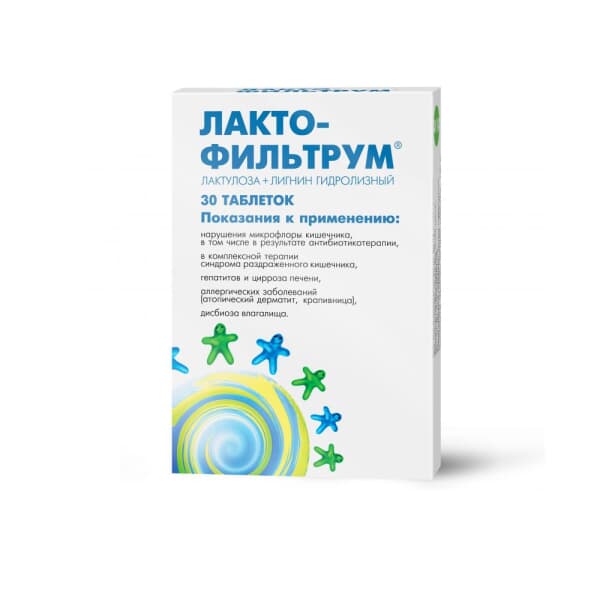 ЛАКТО-
ФИЛЬТРУМ®
ЛАКТУЛОЗА+ЛИГНИН ГИДРОЛИЗНЫЙ
30 ТАБЛЕТОК
Показания к применению:
нарушения микрофлоры кишечника,
в том числе в результате антибиотикотерапии,
в комплексной терапии
синдрома раздраженного кишечника,
гепатитов и цирроза печени,
аллергических заболеваний
(атопический дерматит, крапивница),
дисбиоза влагалища.